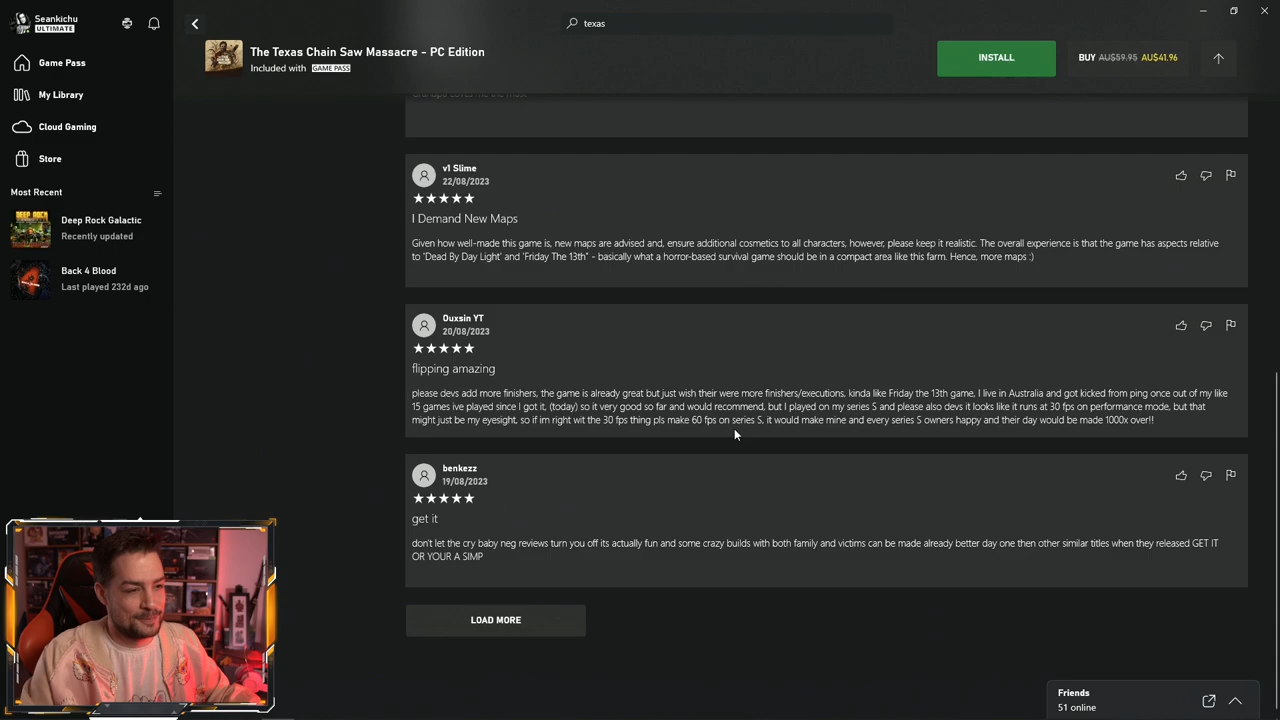 Seankichu
ULTIMATE
texas
The Texas Chain Saw Massacre - PC Edition
Included with GAME PASS
INSTALL
BUY AU$59.95 AU$41.96
Game Pass
My Library
Cloud Gaming
Store
Most Recent
Deep Rock Galactic
Recently updated
Back 4 Blood
Last played 232d ago
v1 Slime
22/08/2023
I Demand New Maps
Given how well-made this game is, new maps are advised and, ensure additional cosmetics to all characters, however, please keep it realistic. The overall experience is that the game has aspects relative
to 'Dead By Day Light' and 'Friday The 13th" - basically what a horror-based survival game should be in a compact area like this farm. Hence, more maps :)
Ouxsin YT
20/08/2023
flipping amazing
please devs add more finishers, the game is already great but just wish their were more finishers/executions, kinda like Friday the 13th game, I live in Australia and got kicked from ping once out of my like
15 games ive played since I got it, (today) so it very good so far and would recommend, but I played on my series S and please also devs it looks like it runs at 30 fps on performance mode, but that
might just be my eyesight, so if im right wit the 30 fps thing pls make 60 fps on series S, it would make mine and every series S owners happy and their day would be made 1000x over!!
benkezz
19/08/2023
get it
don't let the cry baby neg reviews turn you off its actually fun and some crazy builds with both family and victims can be made already better day one then other similar titles when they released GET IT
OR YOUR A SIMP
LOAD MORE
Friends
51 online